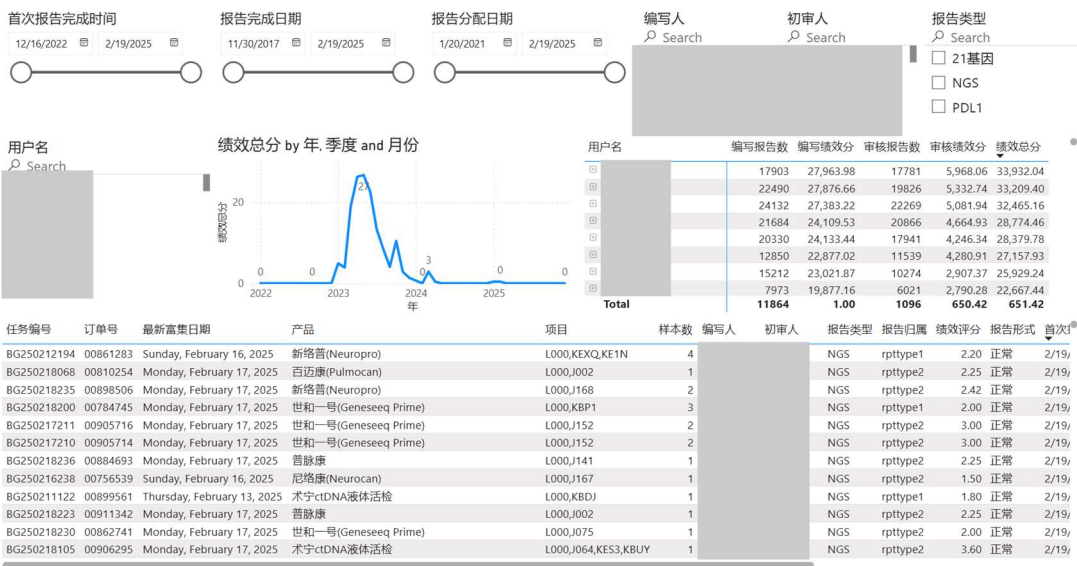 首次报告完成时间
12/16/2022 2/19/2025
报告完成日期
11/30/2017 2/19/2025
报告分配日期
1/20/2021 2/19/2025
编写人
Search
初审人
Search
报告类型
Search
21基因
NGS
PDL1
用户名
Search
绩效总分 by 年, 季度 and 月份
绩效总分
20
0
27
0 0 0 3 0 0
2022 2023 2024 2025
年
用户名 编写报告数 编写绩效分 审核报告数 审核绩效分 绩效总分
17903 27,963.98 17781 5,968.06 33,932.04
22490 27,876.66 19826 5,332.74 33,209.40
24132 27,383.22 22269 5,081.94 32,465.16
21684 24,109.53 20866 4,664.93 28,774.46
20330 24,133.44 17941 4,246.34 28,379.78
12850 22,877.02 11539 4,280.91 27,157.93
15212 23,021.87 10274 2,907.37 25,929.24
7973 19,877.16 6021 2,790.28 22,667.44
Total 11864 1.00 1096 650.42 651.42
任务编号 订单号 最新富集日期 产品 项目 样本数 编写人 初审人 报告类型 报告归属 绩效评分 报告形式 首次
BG250212194 00861283 Sunday, February 16, 2025 新络普(Neuropro) L000,KEXQ,KE1N 4 NGS rpttype1 2.20 正常 2/19/
BG250218068 00810254 Monday, February 17, 2025 百迈康(Pulmocan) L000,J002 1 NGS rpttype2 2.25 正常 2/19/
BG250218235 00898506 Monday, February 17, 2025 新络普(Neuropro) L000,J168 2 NGS rpttype2 2.42 正常 2/19/
BG250218200 00784745 Monday, February 17, 2025 世和一号(Geneseeq Prime) L000,KBP1 3 NGS rpttype1 2.00 正常 2/19/
BG250217211 00905716 Monday, February 17, 2025 世和一号(Geneseeq Prime) L000,J152 2 NGS rpttype2 3.00 正常 2/19/
BG250217210 00905714 Monday, February 17, 2025 世和一号(Geneseeq Prime) L000,J152 2 NGS rpttype2 3.00 正常 2/19/
BG250218236 00884693 Monday, February 17, 2025 普脉康 L000,J141 1 NGS rpttype2 2.25 正常 2/19/
BG250216238 00756539 Sunday, February 16, 2025 尼络康(Neurocan) L000,J167 1 NGS rpttype2 1.50 正常 2/19/
BG250211122 00899561 Thursday, February 13, 2025 术宁ctDNA液体活检 L000,KBDJ 1 NGS rpttype1 1.80 正常 2/19/
BG250218223 00911342 Monday, February 17, 2025 普脉康 L000,J002 1 NGS rpttype2 2.25 正常 2/19/
BG250218230 00862741 Monday, February 17, 2025 世和一号(Geneseeq Prime) L000,J075 1 NGS rpttype2 2.00 正常 2/19/
BG250218105 00906295 Monday, February 17, 2025 术宁ctDNA液体活检 L000,J064,KES3,KBUY 1 NGS rpttype2 3.60 正常 2/19/